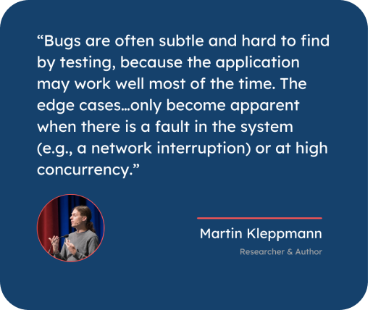 “Bugs are often subtle and hard to find
by testing, because the application
may work well most of the time. The
edge cases…only become apparent
when there is a fault in the system
(e.g., a network interruption) or at high
concurrency.”
Martin Kleppmann
Researcher & Author